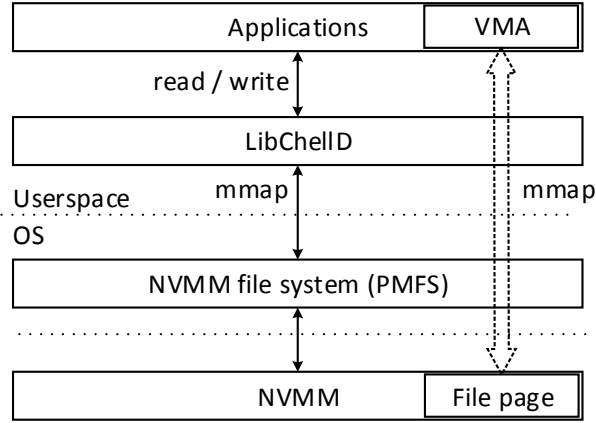 Applications
VMA
read / write
LibChellD
mmap
mmap
Userspace
OS
NVMM file system (PMFS)
NVMM
File page